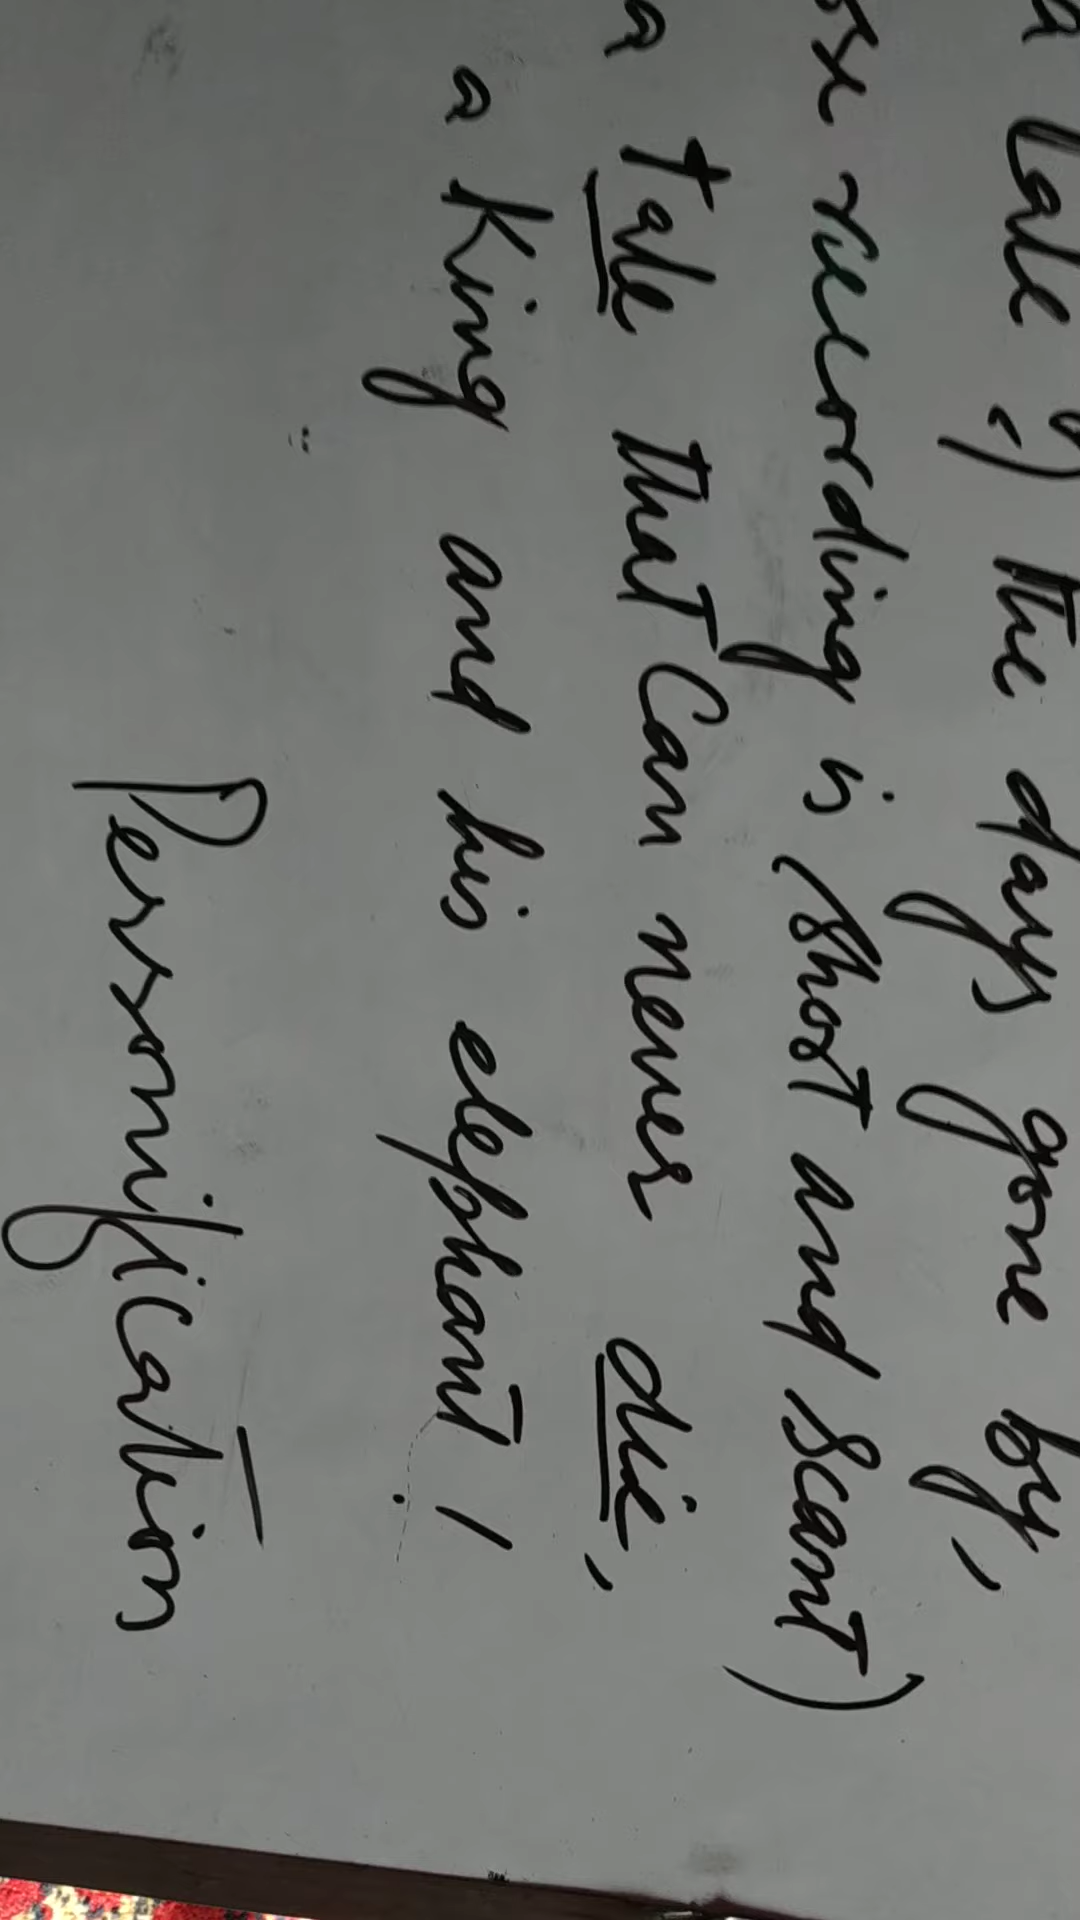 a tale of the days gone by,
recording is (short and scant)
a tale that Can never die,
a King and his elephant!
Personification